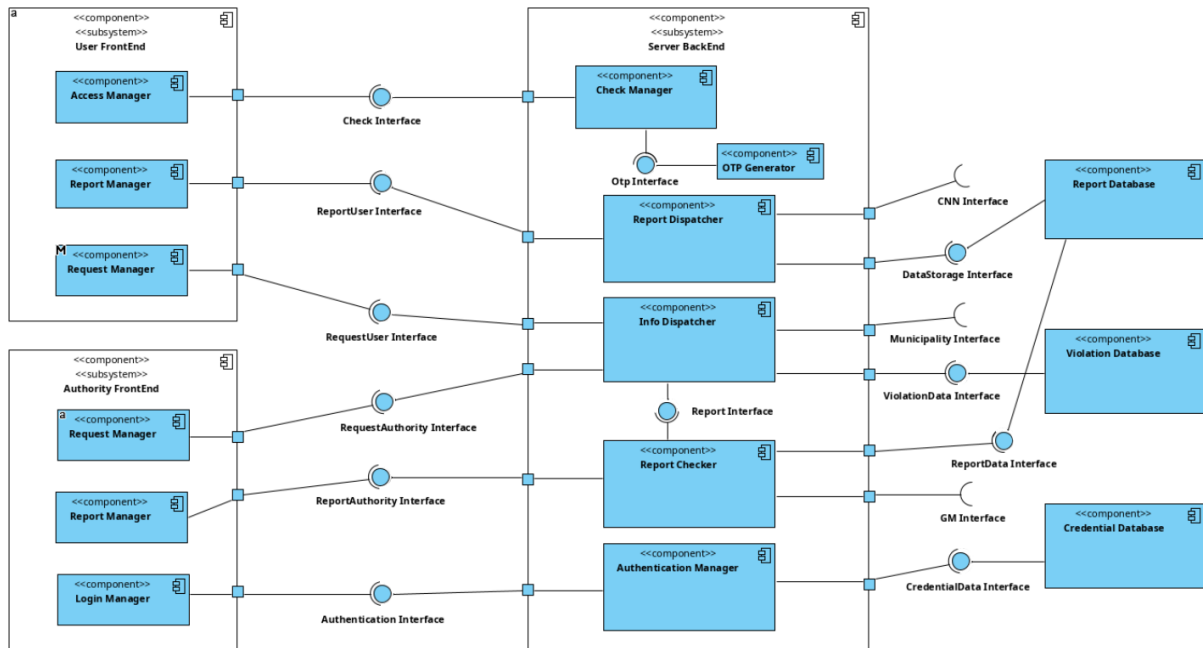 a
<<component>>
<<subsystem>>
User FrontEnd
<<component>>
Access Manager
<<component>>
Report Manager
M
<<component>>
Request Manager
<<component>>
<<subsystem>>
Authority FrontEnd
a
<<component>>
Request Manager
<<component>>
Report Manager
<<component>>
Login Manager
Check Interface
ReportUser Interface
RequestUser Interface
RequestAuthority Interface
ReportAuthority Interface
Authentication Interface
<<component>>
<<subsystem>>
Server BackEnd
<<component>>
Check Manager
Otp Interface
<<component>>
OTP Generator
<<component>>
Report Dispatcher
<<component>>
Info Dispatcher
Report Interface
<<component>>
Report Checker
<<component>>
Authentication Manager
CNN Interface
DataStorage Interface
Municipality Interface
ViolationData Interface
ReportData Interface
GM Interface
CredentialData Interface
<<component>>
Report Database
<<component>>
Violation Database
<<component>>
Credential Database